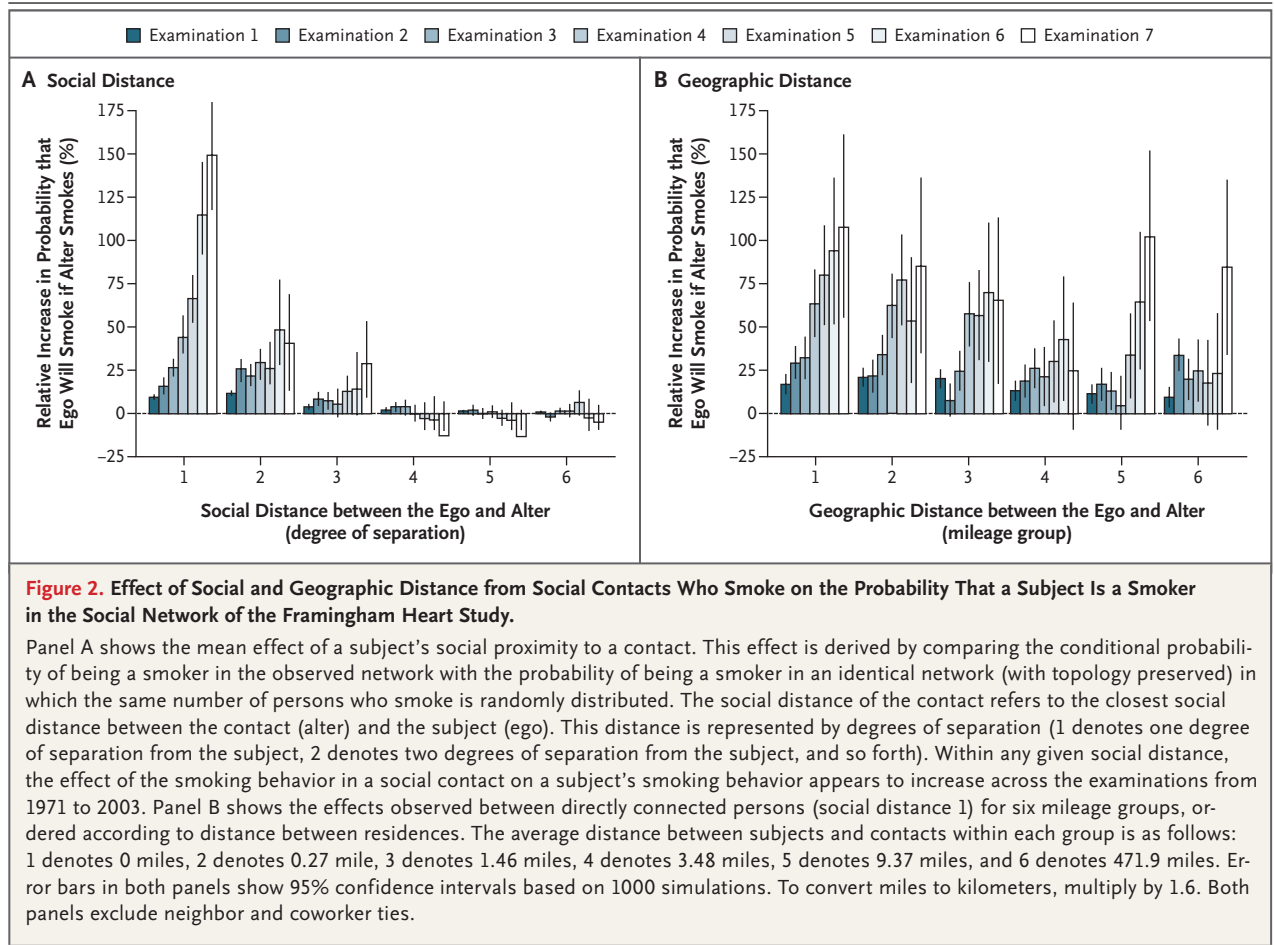 Examination 1 Examination 2 Examination 3 Examination 4 Examination 5 Examination 6 Examination 7
A Social Distance
Relative Increase in Probability that
Ego Will Smoke if Alter Smokes (%)
175
150
125
100
75
50
25
0
−25
1 2 3 4 5 6
Social Distance between the Ego and Alter
(degree of separation)
B Geographic Distance
Relative Increase in Probability that
Ego Will Smoke if Alter Smokes (%)
175
150
125
100
75
50
25
0
−25
1 2 3 4 5 6
Geographic Distance between the Ego and Alter
(mileage group)
Figure 2. Effect of Social and Geographic Distance from Social Contacts Who Smoke on the Probability That a Subject Is a Smoker
in the Social Network of the Framingham Heart Study.
Panel A shows the mean effect of a subject's social proximity to a contact. This effect is derived by comparing the conditional probabili-
ty of being a smoker in the observed network with the probability of being a smoker in an identical network (with topology preserved) in
which the same number of persons who smoke is randomly distributed. The social distance of the contact refers to the closest social
distance between the contact (alter) and the subject (ego). This distance is represented by degrees of separation (1 denotes one degree
of separation from the subject, 2 denotes two degrees of separation from the subject, and so forth). Within any given social distance,
the effect of the smoking behavior in a social contact on a subject's smoking behavior appears to increase across the examinations from
1971 to 2003. Panel B shows the effects observed between directly connected persons (social distance 1) for six mileage groups, or-
dered according to distance between residences. The average distance between subjects and contacts within each group is as follows:
1 denotes 0 miles, 2 denotes 0.27 mile, 3 denotes 1.46 miles, 4 denotes 3.48 miles, 5 denotes 9.37 miles, and 6 denotes 471.9 miles. Er-
ror bars in both panels show 95% confidence intervals based on 1000 simulations. To convert miles to kilometers, multiply by 1.6. Both
panels exclude neighbor and coworker ties.